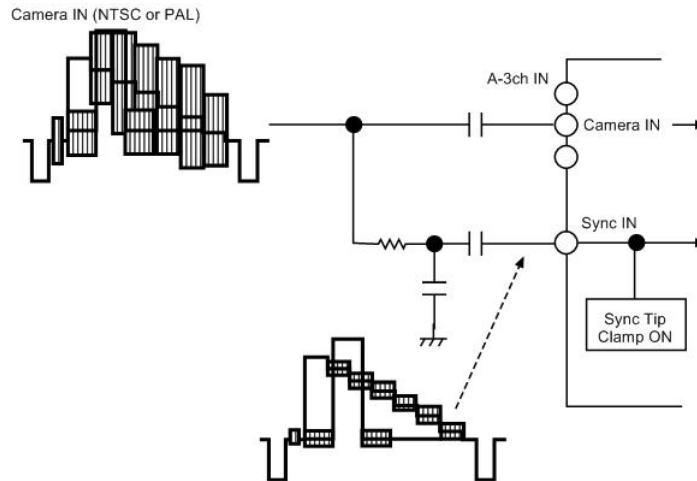 Camera IN (NTSC or PAL)
A-3ch IN
Camera IN
Sync IN
Sync Tip
Clamp ON